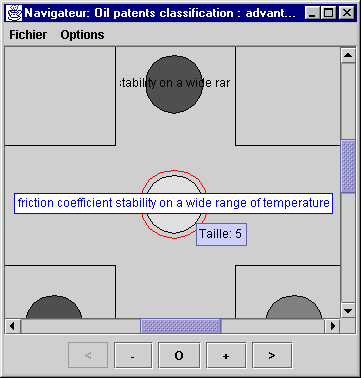 Navigateur: Oil patents classification : advant...
Fichier Options
stability on a wide rar
friction coefficient stability on a wide range of temperature
Taille: 5
< - O + >